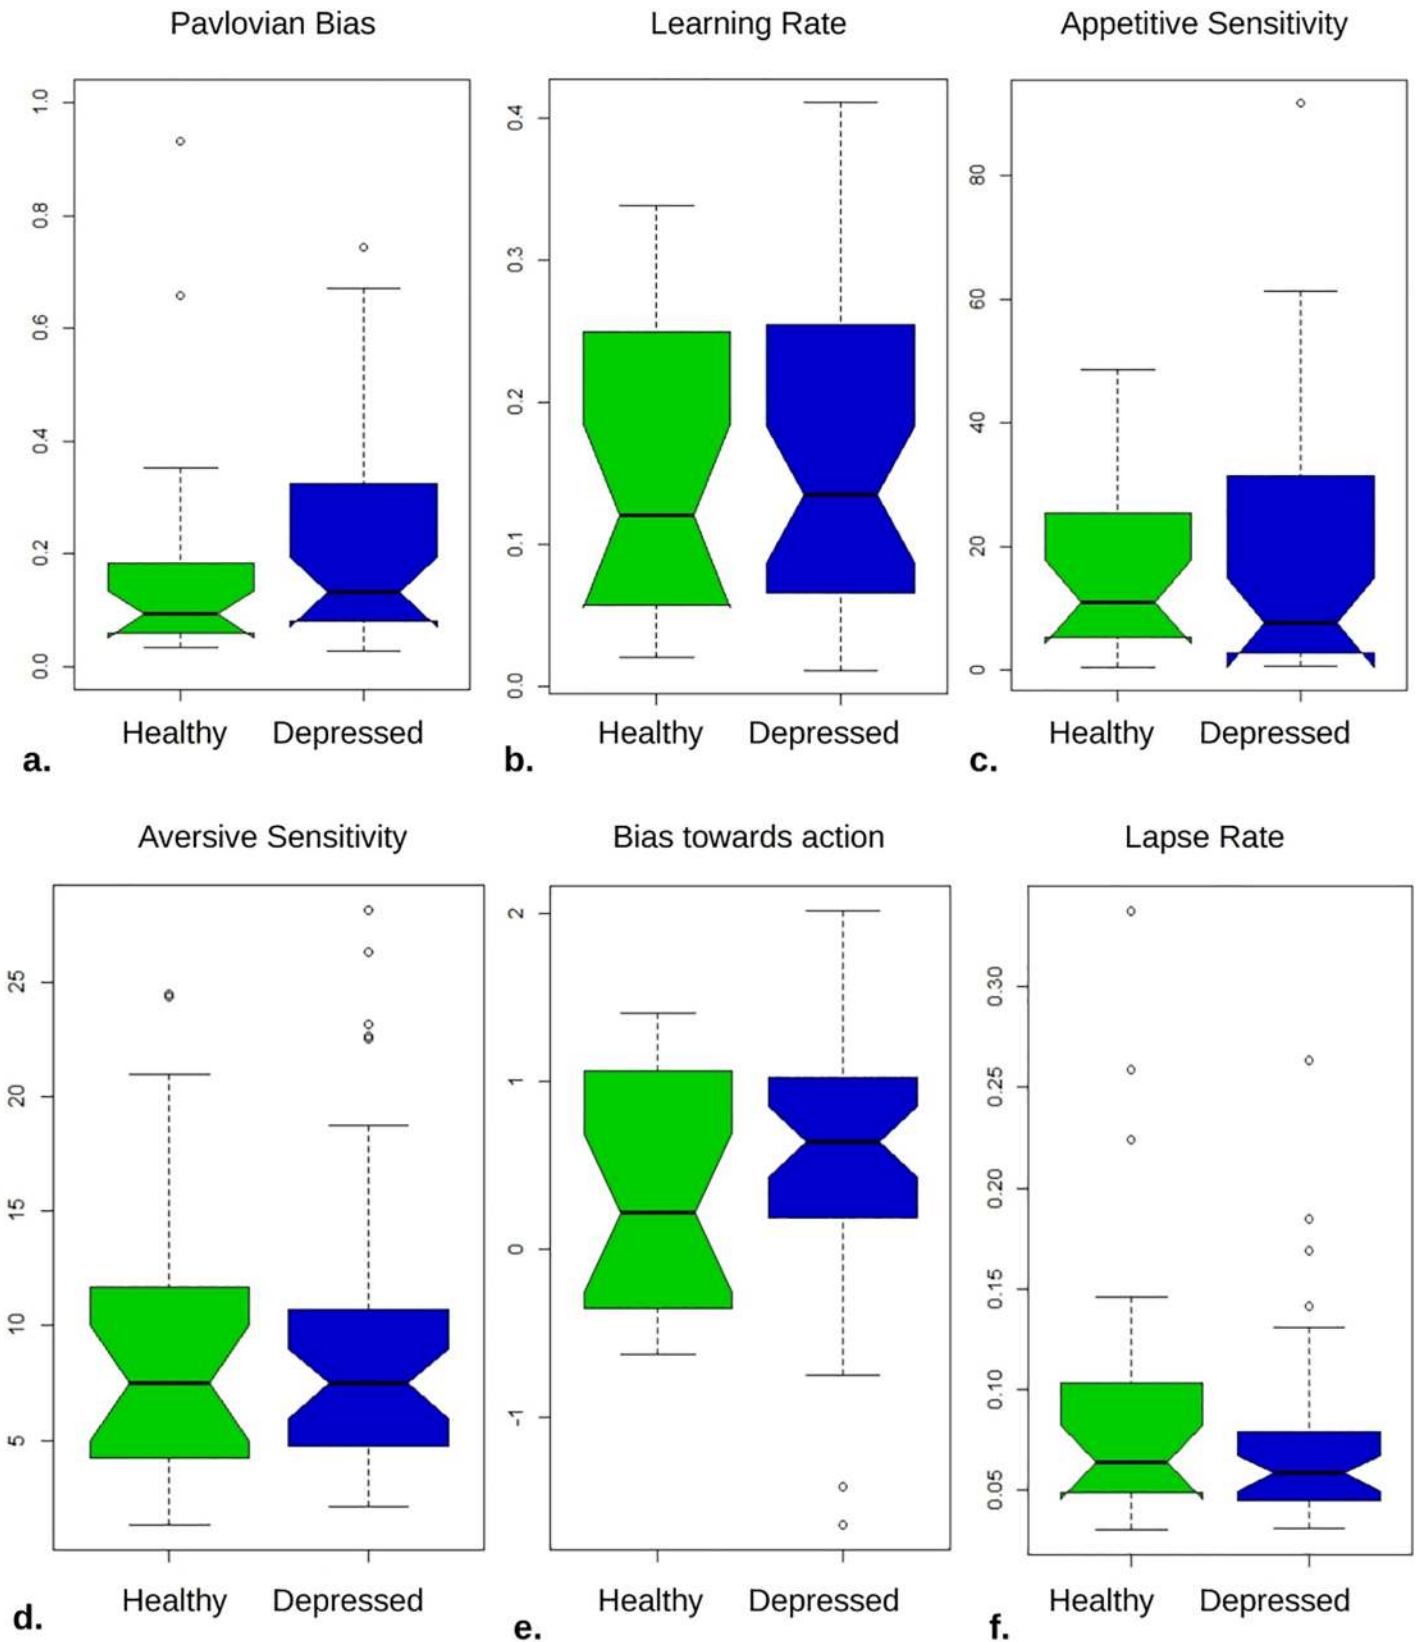 Pavlovian Bias
Learning Rate
Appetitive Sensitivity
1.0
0.8
0.6
0.4
0.2
0.0
0.4
0.3
0.2
0.1
0.0
80
60
40
20
0
Healthy Depressed
Healthy Depressed
Healthy Depressed
a.
b.
c.
Aversive Sensitivity
Bias towards action
Lapse Rate
25
20
15
10
5
2
1
0
−1
0.30
0.25
0.20
0.15
0.10
0.05
Healthy Depressed
Healthy Depressed
Healthy Depressed
d.
e.
f.